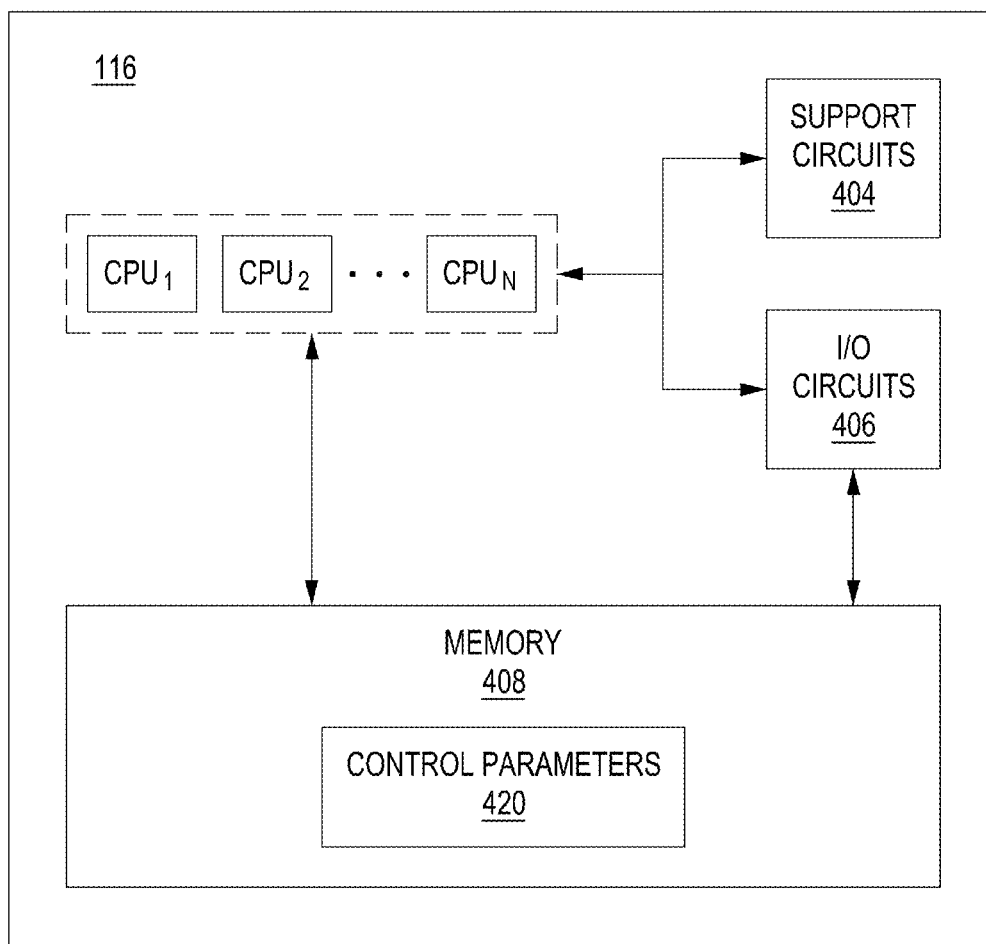 116
SUPPORT
CIRCUITS
404
CPU1 CPU2 . . . CPUN
I/O
CIRCUITS
406
MEMORY
408
CONTROL PARAMETERS
420